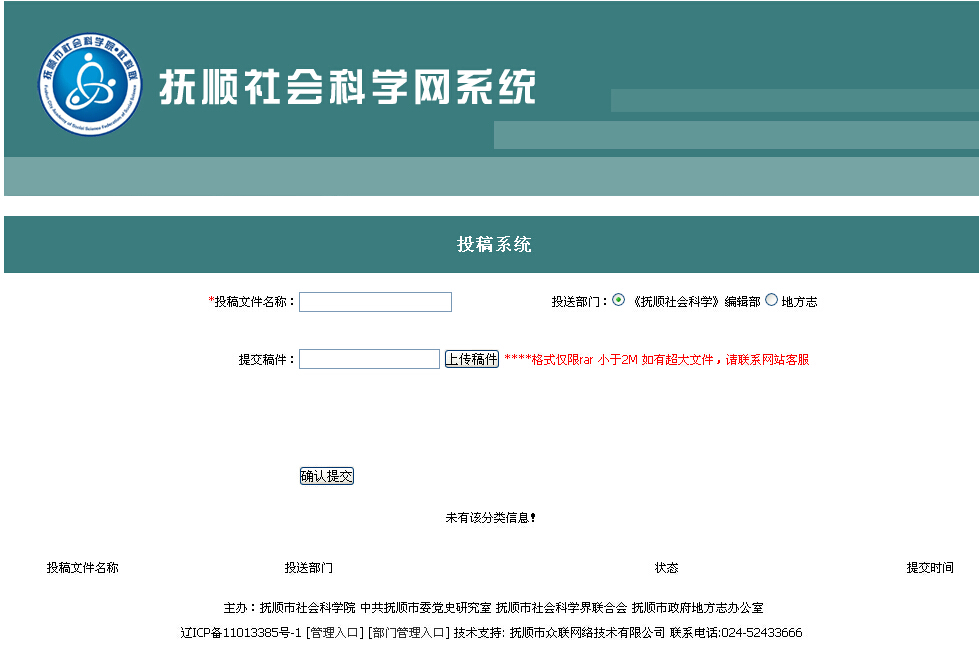 抚顺市社会科学院·社科联
抚顺社会科学网系统
投稿系统
*投稿文件名称： 投送部门： 《抚顺社会科学》编辑部 地方志
提交稿件： 上传稿件 ****格式仅限rar 小于2M 如有超大文件，请联系网站客服
确认提交
未有该分类信息!
投稿文件名称 投送部门 状态 提交时间
主办：抚顺市社会科学院 中共抚顺市委党史研究室 抚顺市社会科学界联合会 抚顺市政府地方志办公室
辽ICP备11013385号-1 [管理入口] [部门管理入口] 技术支持: 抚顺市众联网络技术有限公司 联系电话:024-52433666